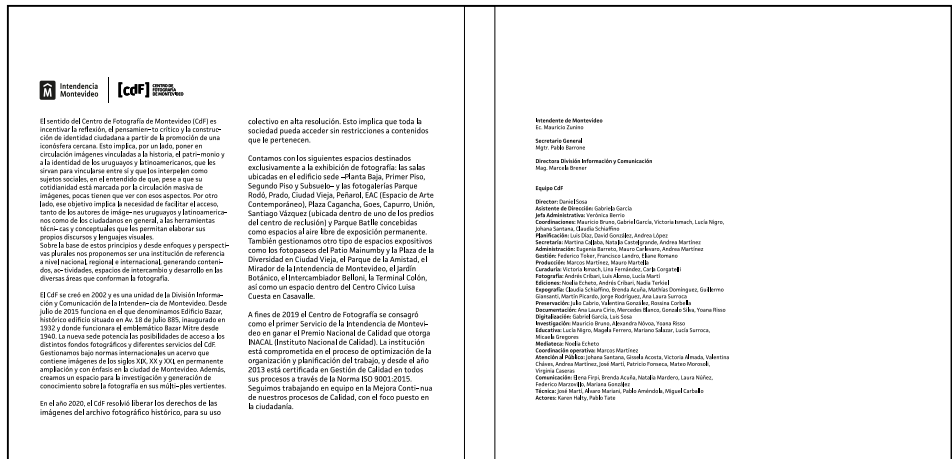 Intendencia
Montevideo
[cdF] CENTRO DE
FOTOGRAFÍA
DE MONTEVIDEO
El sentido del Centro de Fotografía de Montevideo (CdF) es
incentivar la reflexión, el pensamien–to crítico y la construc–
ción de identidad ciudadana a partir de la promoción de una
iconósfera cercana. Esto implica, por un lado, poner en
circulación imágenes vinculadas a la historia, el patri–monio y
a la identidad de los uruguayos y latinoamericanos, que les
sirvan para vincularse entre sí y que los interpelen como
sujetos sociales, en el entendido de que, pese a que su
cotidianidad está marcada por la circulación masiva de
imágenes, pocas tienen que ver con esos aspectos. Por otro
lado, ese objetivo implica la necesidad de facilitar el acceso,
tanto de los autores de imáge–nes uruguayos y latinoamerica–
nos como de los ciudadanos en general, a las herramientas
técni–cas y conceptuales que les permitan elaborar sus
propios discursos y lenguajes visuales.
Sobre la base de estos principios y desde enfoques y perspecti–
vas plurales nos proponemos ser una institución de referencia
a nivel nacional, regional e internacional, generando conteni–
dos, ac–tividades, espacios de intercambio y desarrollo en las
diversas áreas que conforman la fotografía.
El CdF se creó en 2002 y es una unidad de la División Informa–
ción y Comunicación de la Inten­den–cia de Montevideo. Desde
julio de 2015 funciona en el que denominamos Edificio Bazar,
histórico edificio situado en Av. 18 de Julio 885, inaugurado en
1932 y donde funcionara el emblemático Bazar Mitre desde
1940. La nueva sede potencia las posibilidades de acceso a los
distintos fondos fotográficos y diferentes servicios del CdF.
Gestionamos bajo normas internacionales un acervo que
contiene imágenes de los siglos XIX, XX y XXI, en permanente
ampliación y con énfasis en la ciudad de Montevideo. Además,
creamos un espacio para la investigación y generación de
conocimiento sobre la fotografía en sus múlti–ples vertientes.
En el año 2020, el CdF resolvió liberar los derechos de las
imágenes del archivo fotográfico histórico, para su uso
colectivo en alta resolución. Esto implica que toda la
sociedad pueda acceder sin restricciones a contenidos
que le pertenecen.
Contamos con los siguientes espacios destinados
exclusivamente a la exhibición de fotografía: las salas
ubicadas en el edificio sede –Planta Baja, Primer Piso,
Segundo Piso y Subsuelo– y las fotogalerías Parque
Rodó, Prado, Ciudad Vieja, Peñarol, EAC (Espacio de Arte
Contemporáneo), Plaza Cagancha, Goes, Capurro, Unión,
Santiago Vázquez (ubicada dentro de uno de los predios
del centro de reclusión) y Parque Batlle concebidas
como espacios al aire libre de exposición permanente.
También gestionamos otro tipo de espacios expositivos
como los fotopaseos del Patio Mainumby y la Plaza de la
Diversidad en Ciudad Vieja, el Parque de la Amistad, el
Mirador de la Intendencia de Montevideo, el Jardín
Botánico, el Intercambiador Belloni, la Terminal Colón,
así como un espacio dentro del Centro Cívico Luisa
Cuesta en Casavalle.
A fines de 2019 el Centro de Fotografía se consagró
como el primer Servicio de la Intendencia de Montevi–
deo en ganar el Premio Nacional de Calidad que otorga
INACAL (Instituto Nacional de Calidad). La institución
está comprometida en el proceso de optimización de la
organización y planificación del trabajo, y desde el año
2013 está certificada en Gestión de Calidad en todos
sus procesos a través de la Norma ISO 9001:2015.
Seguimos trabajando en equipo en la Mejora Conti–nua
de nuestros procesos de Calidad, con el foco puesto en
la ciudadanía.
Intendente de Montevideo
Ec. Mauricio Zunino
Secretario General
Mgtr. Pablo Barrone
Directora División Información y Comunicación
Mag. Marcela Brener
Equipo CdF
Director: Daniel Sosa
Asistente de Dirección: Gabriela García
Jefa Administrativa: Verónica Berrio
Coordinaciones: Mauricio Bruno, Gabriel García, Victoria Ismach, Lucía Nigro,
Johana Santana, Claudia Schiaffino
Planificación: Luis Díaz, David González, Andrea López
Secretaría: Martina Callaba, Natalia Castelgrande, Andrea Martínez
Administración: Eugenia Barreto, Mauro Carlevaro, Andrea Martínez
Gestión: Federico Toker, Francisco Landro, Eliane Romano
Producción: Marcos Martínez, Mauro Martella
Curaduría: Victoria Ismach, Lina Fernández, Carla Corgatelli
Fotografía: Andrés Cribari, Luis Alonso, Lucía Martí
Ediciones: Noelia Echeto, Andrés Cribari, Nadia Terkiel
Expografía: Claudia Schiaffino, Brenda Acuña, Mathías Domínguez, Guillermo
Giansanti, Martín Picardo, Jorge Rodríguez, Ana Laura Surroca
Preservación: Julio Cabrio, Valentina González, Rossina Corbella
Documentación: Ana Laura Cirio, Mercedes Blanco, Gonzalo Silva, Yoana Risso
Digitalización: Gabriel García, Luis Sosa
Investigación: Mauricio Bruno, Alexandra Nóvoa, Yoana Risso
Educativa: Lucía Nigro, Magela Ferrero, Mariano Salazar, Lucía Surroca,
Micaela Gregores
Mediateca: Noelia Echeto
Coordinación operativa: Marcos Martínez
Atención al Público: Johana Santana, Gissela Acosta, Victoria Almada, Valentina
Cháves, Andrea Martínez, José Martí, Patricio Fonseca, Mateo Morosoli,
Virginia Caseras
Comunicación: Elena Firpi, Brenda Acuña, Natalia Mardero, Laura Núñez,
Federico Marzovillo, Mariana González
Técnica: José Martí, Álvaro Mariani, Pablo Améndola, Miguel Carballo
Actores: Karen Halty, Pablo Tate